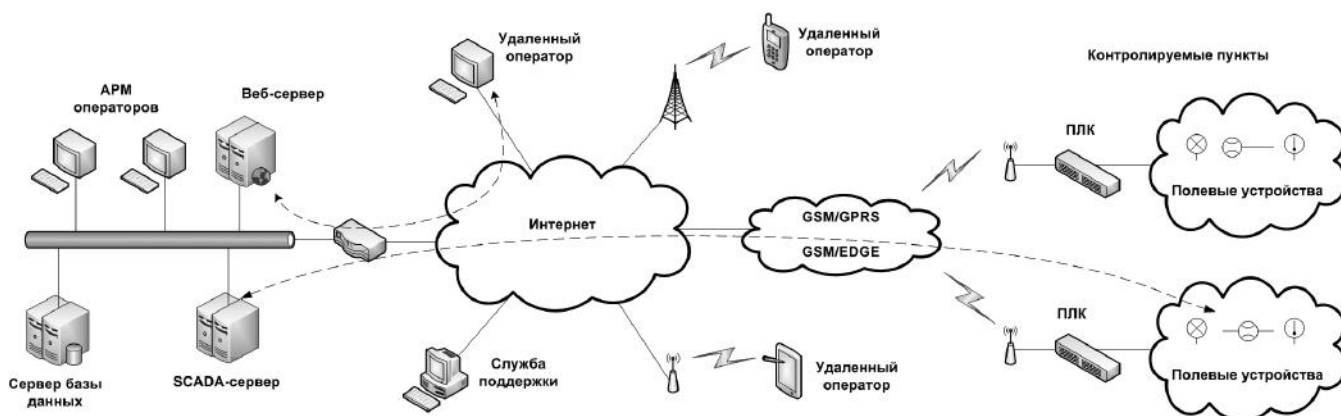 Удаленный
оператор
Удаленный
оператор
Контролируемые пункты
АРМ
операторов
Веб-сервер
ПЛК
Полевые устройства
Интернет
GSM/GPRS
GSM/EDGE
ПЛК
Полевые устройства
Сервер базы
данных
SCADA-сервер
Служба
поддержки
Удаленный
оператор